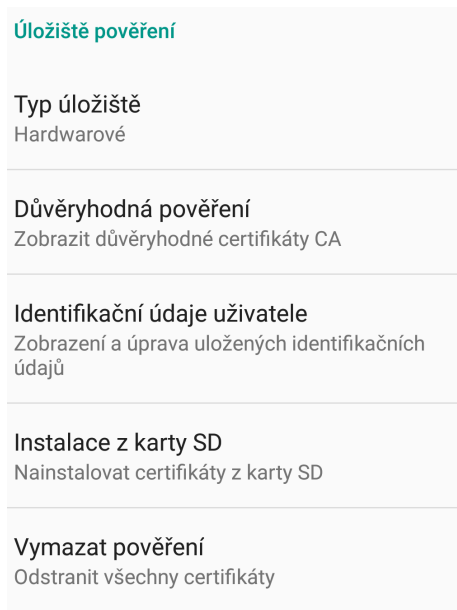 Úložiště pověření
Typ úložiště
Hardwarové
Důvěryhodná pověření
Zobrazit důvěryhodné certifikáty CA
Identifikační údaje uživatele
Zobrazení a úprava uložených identifikačních
údajů
Instalace z karty SD
Nainstalovat certifikáty z karty SD
Vymazat pověření
Odstranit všechny certifikáty